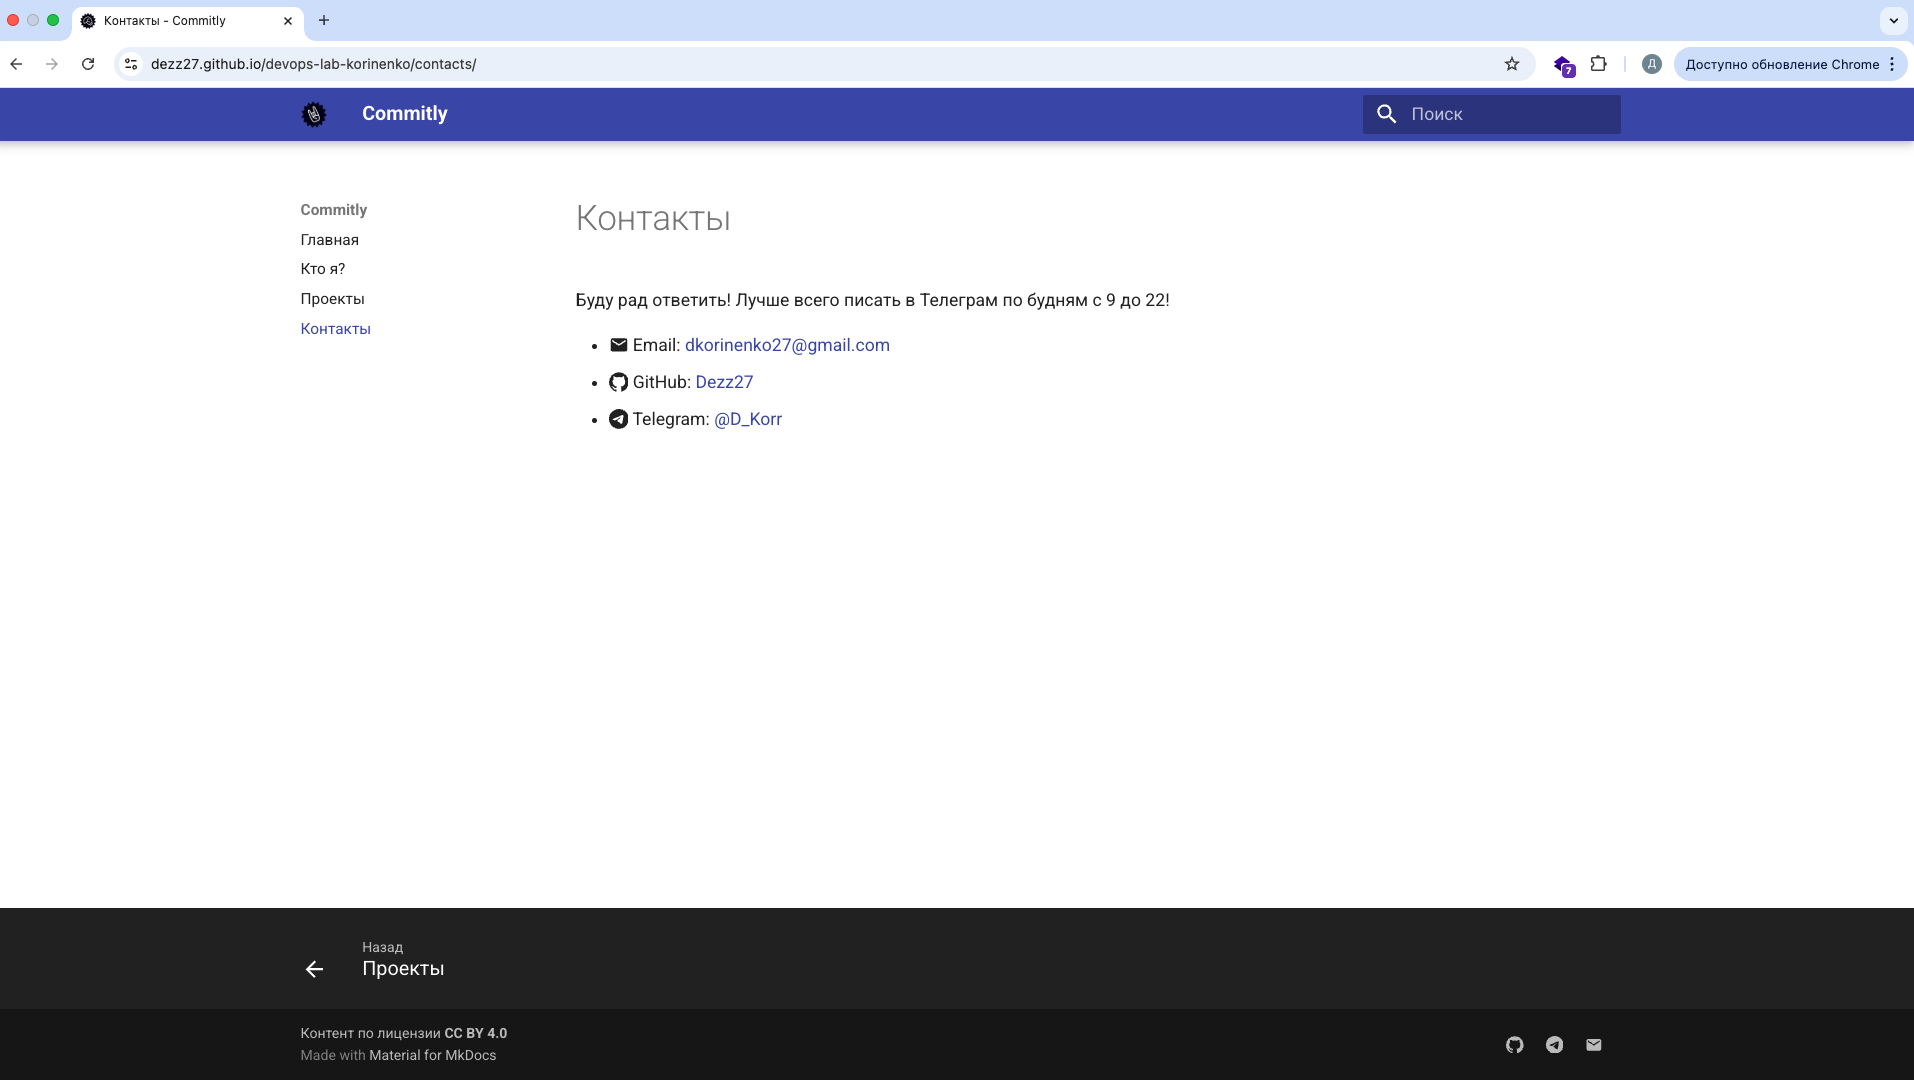 Контакты - Commitly
dezz27.github.io/devops-lab-korinenko/contacts/
7
Д
Доступно обновление Chrome
Commitly
Поиск
Commitly
Главная
Кто я?
Проекты
Контакты
Контакты
Буду рад ответить! Лучше всего писать в Телеграм по будням с 9 до 22!
Email: dkorinenko27@gmail.com
GitHub: Dezz27
Telegram: @D_Korr
Назад
Проекты
Контент по лицензии CC BY 4.0
Made with Material for MkDocs